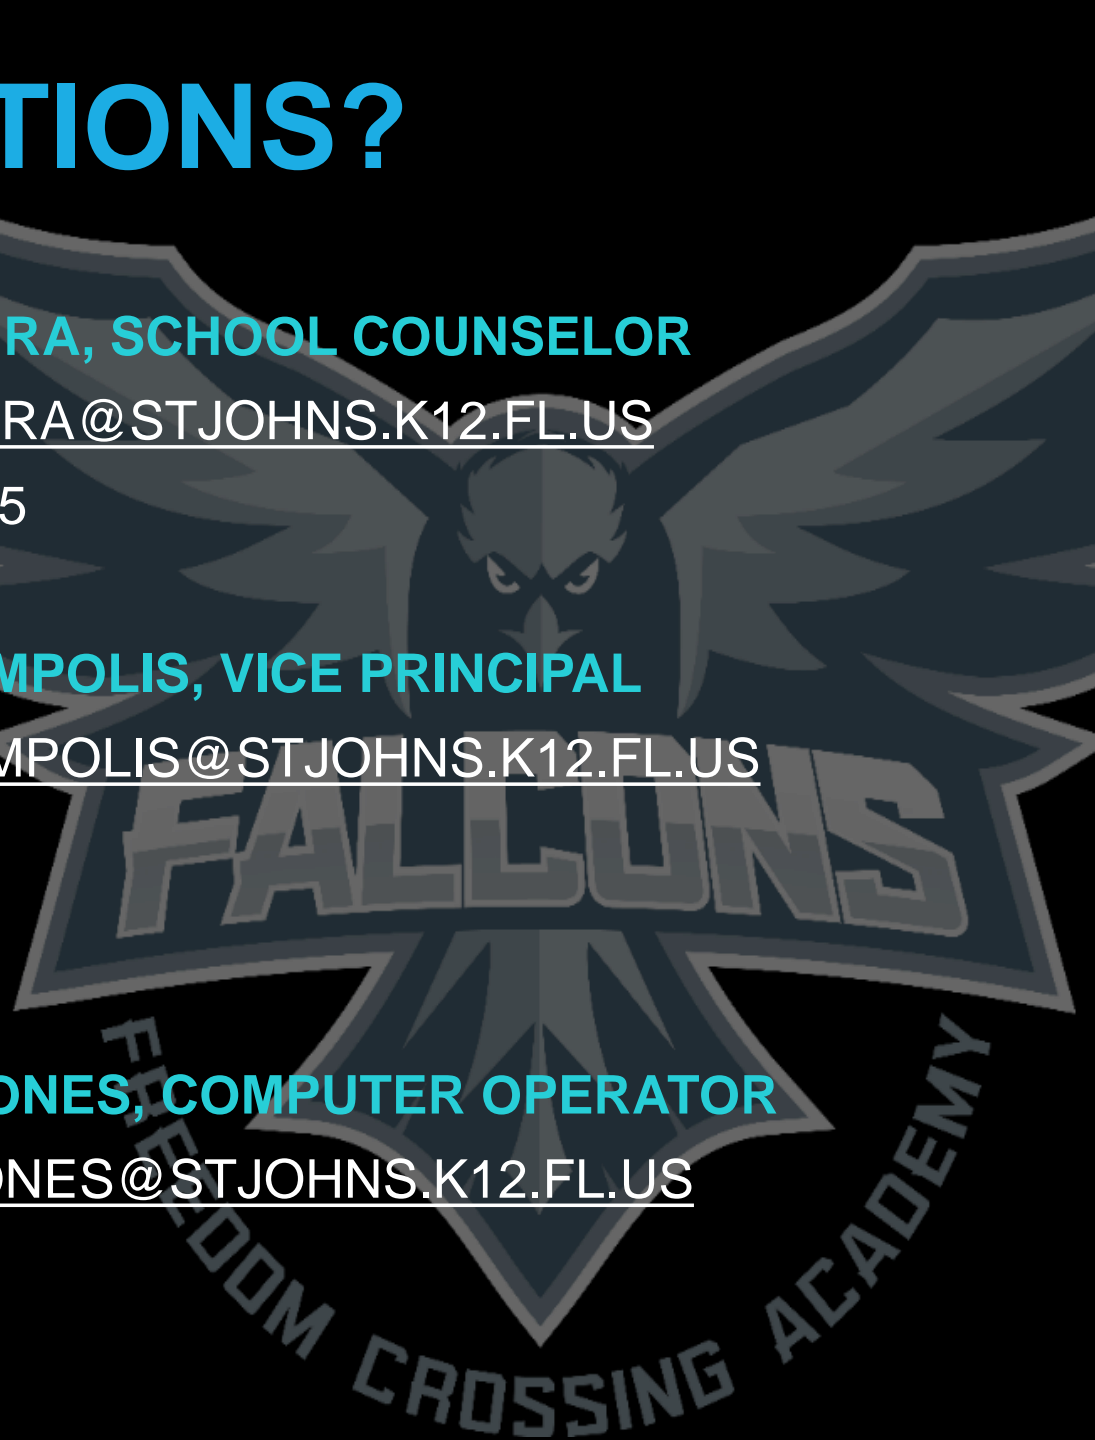 TIONS?
RA, SCHOOL COUNSELOR
RA@STJOHNS.K12.FL.US
5
MPOLIS, VICE PRINCIPAL
MPOLIS@STJOHNS.K12.FL.US
FALCONS
ONES, COMPUTER OPERATOR
ONES@STJOHNS.K12.FL.US
FREEDOM CROSSING ACADEMY